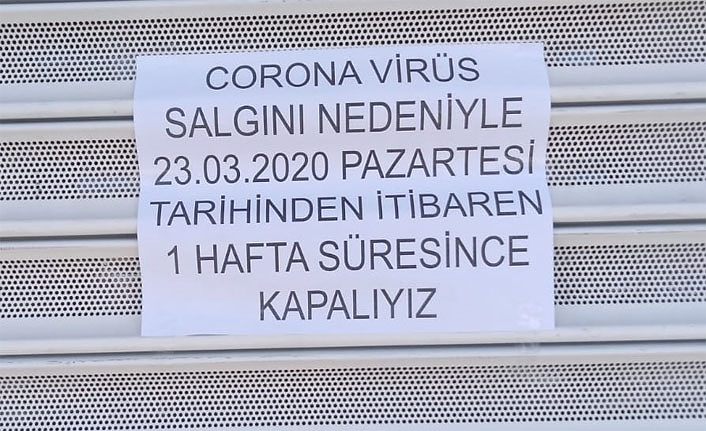 CORONA VİRÜS
SALGINI NEDENİYLE
23.03.2020 PAZARTESİ
TARİHİNDEN İTİBAREN
1 HAFTA SÜRESİNCE
KAPALIYIZ